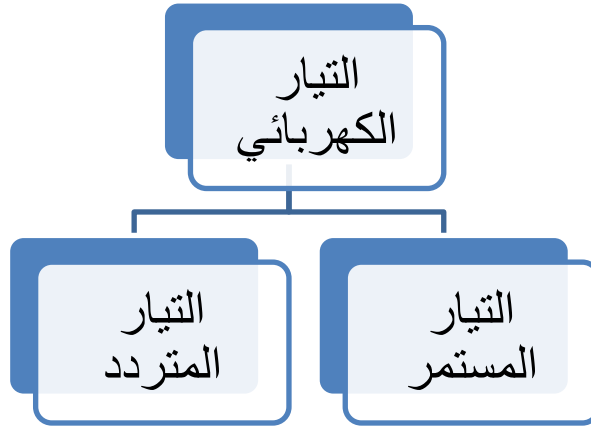 التيار
الكهربائي
التيار
المستمر
التيار
المتردد